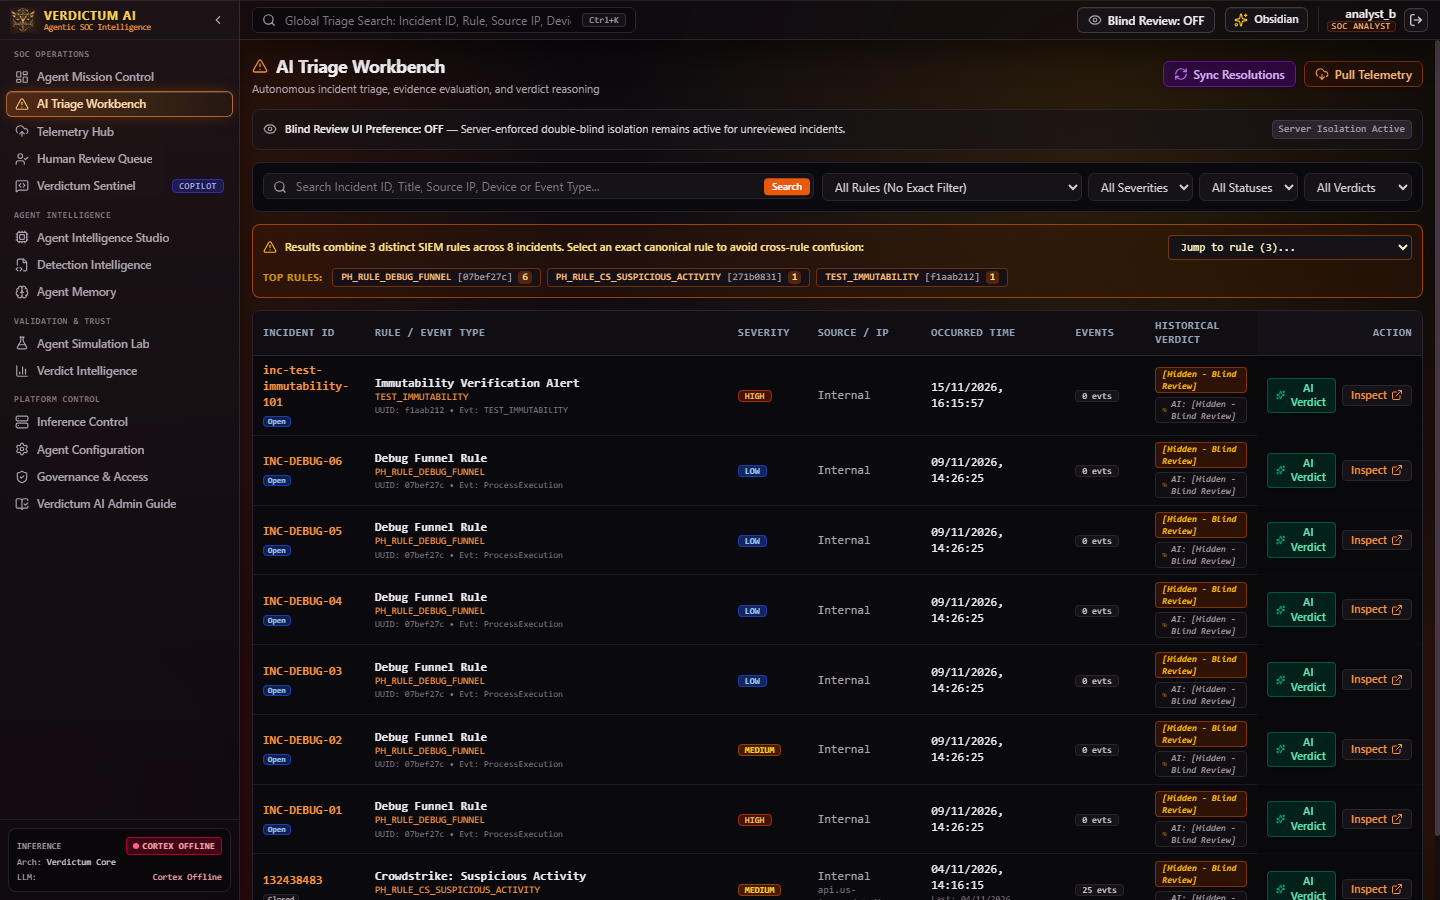 VERDICTUM AI
Agentic SOC Intelligence
Global Triage Search: Incident ID, Rule, Source IP, Devi
Ctrl+K
Blind Review: OFF
Obsidian
analyst_b
SOC ANALYST
SOC OPERATIONS
Agent Mission Control
AI Triage Workbench
Telemetry Hub
Human Review Queue
Verdictum Sentinel
COPILOT
AGENT INTELLIGENCE
Agent Intelligence Studio
Detection Intelligence
Agent Memory
VALIDATION & TRUST
Agent Simulation Lab
Verdict Intelligence
PLATFORM CONTROL
Inference Control
Agent Configuration
Governance & Access
Verdictum AI Admin Guide
INFERENCE
CORTEX OFFLINE
Arch: Verdictum Core
LLM: Cortex Offline
AI Triage Workbench
Autonomous incident triage, evidence evaluation, and verdict reasoning
Sync Resolutions
Pull Telemetry
Blind Review UI Preference: OFF — Server-enforced double-blind isolation remains active for unreviewed incidents.
Server Isolation Active
Search Incident ID, Title, Source IP, Device or Event Type...
Search
All Rules (No Exact Filter)
All Severities
All Statuses
All Verdicts
Results combine 3 distinct SIEM rules across 8 incidents. Select an exact canonical rule to avoid cross-rule confusion:
Jump to rule (3)...
TOP RULES:
PH_RULE_DEBUG_FUNNEL [07bef27c] 6
PH_RULE_CS_SUSPICIOUS_ACTIVITY [271b0831] 1
TEST_IMMUTABILITY [f1aab212] 1
INCIDENT ID
RULE / EVENT TYPE
SEVERITY
SOURCE / IP
OCCURRED TIME
EVENTS
HISTORICAL
VERDICT
ACTION
inc-test-
immutability-
101
Open
Immutability Verification Alert
TEST_IMMUTABILITY
UUID: f1aab212 • Evt: TEST_IMMUTABILITY
HIGH
Internal
15/11/2026,
16:15:57
0 evts
[Hidden - Blind
Review]
AI: [Hidden -
Blind Review]
AI
Verdict
Inspect
INC-DEBUG-06
Open
Debug Funnel Rule
PH_RULE_DEBUG_FUNNEL
UUID: 07bef27c • Evt: ProcessExecution
LOW
Internal
09/11/2026,
14:26:25
0 evts
[Hidden - Blind
Review]
AI: [Hidden -
Blind Review]
AI
Verdict
Inspect
INC-DEBUG-05
Open
Debug Funnel Rule
PH_RULE_DEBUG_FUNNEL
UUID: 07bef27c • Evt: ProcessExecution
LOW
Internal
09/11/2026,
14:26:25
0 evts
[Hidden - Blind
Review]
AI: [Hidden -
Blind Review]
AI
Verdict
Inspect
INC-DEBUG-04
Open
Debug Funnel Rule
PH_RULE_DEBUG_FUNNEL
UUID: 07bef27c • Evt: ProcessExecution
LOW
Internal
09/11/2026,
14:26:25
0 evts
[Hidden - Blind
Review]
AI: [Hidden -
Blind Review]
AI
Verdict
Inspect
INC-DEBUG-03
Open
Debug Funnel Rule
PH_RULE_DEBUG_FUNNEL
UUID: 07bef27c • Evt: ProcessExecution
LOW
Internal
09/11/2026,
14:26:25
0 evts
[Hidden - Blind
Review]
AI: [Hidden -
Blind Review]
AI
Verdict
Inspect
INC-DEBUG-02
Open
Debug Funnel Rule
PH_RULE_DEBUG_FUNNEL
UUID: 07bef27c • Evt: ProcessExecution
MEDIUM
Internal
09/11/2026,
14:26:25
0 evts
[Hidden - Blind
Review]
AI: [Hidden -
Blind Review]
AI
Verdict
Inspect
INC-DEBUG-01
Open
Debug Funnel Rule
PH_RULE_DEBUG_FUNNEL
UUID: 07bef27c • Evt: ProcessExecution
HIGH
Internal
09/11/2026,
14:26:25
0 evts
[Hidden - Blind
Review]
AI: [Hidden -
Blind Review]
AI
Verdict
Inspect
132438483
Closed
Crowdstrike: Suspicious Activity
PH_RULE_CS_SUSPICIOUS_ACTIVITY
MEDIUM
Internal
api.us-
04/11/2026,
14:16:15
Last: 04/11/2026
25 evts
[Hidden - Blind
Review]
AI: [Hidden -
AI
Verdict
Inspect